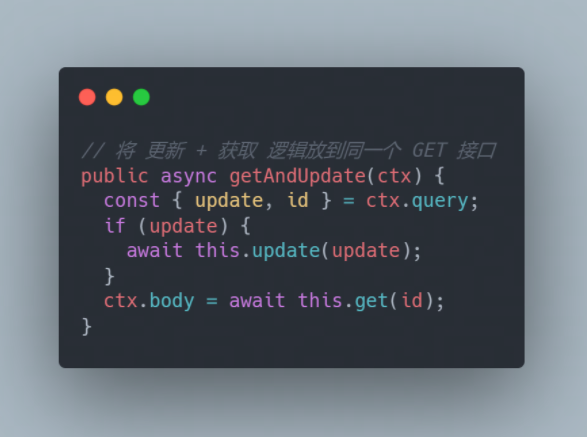 // 将 更新 + 获取 逻辑放到同一个 GET 接口
public async getAndUpdate(ctx) {
  const { update, id } = ctx.query;
  if (update) {
    await this.update(update);
  }
  ctx.body = await this.get(id);
}